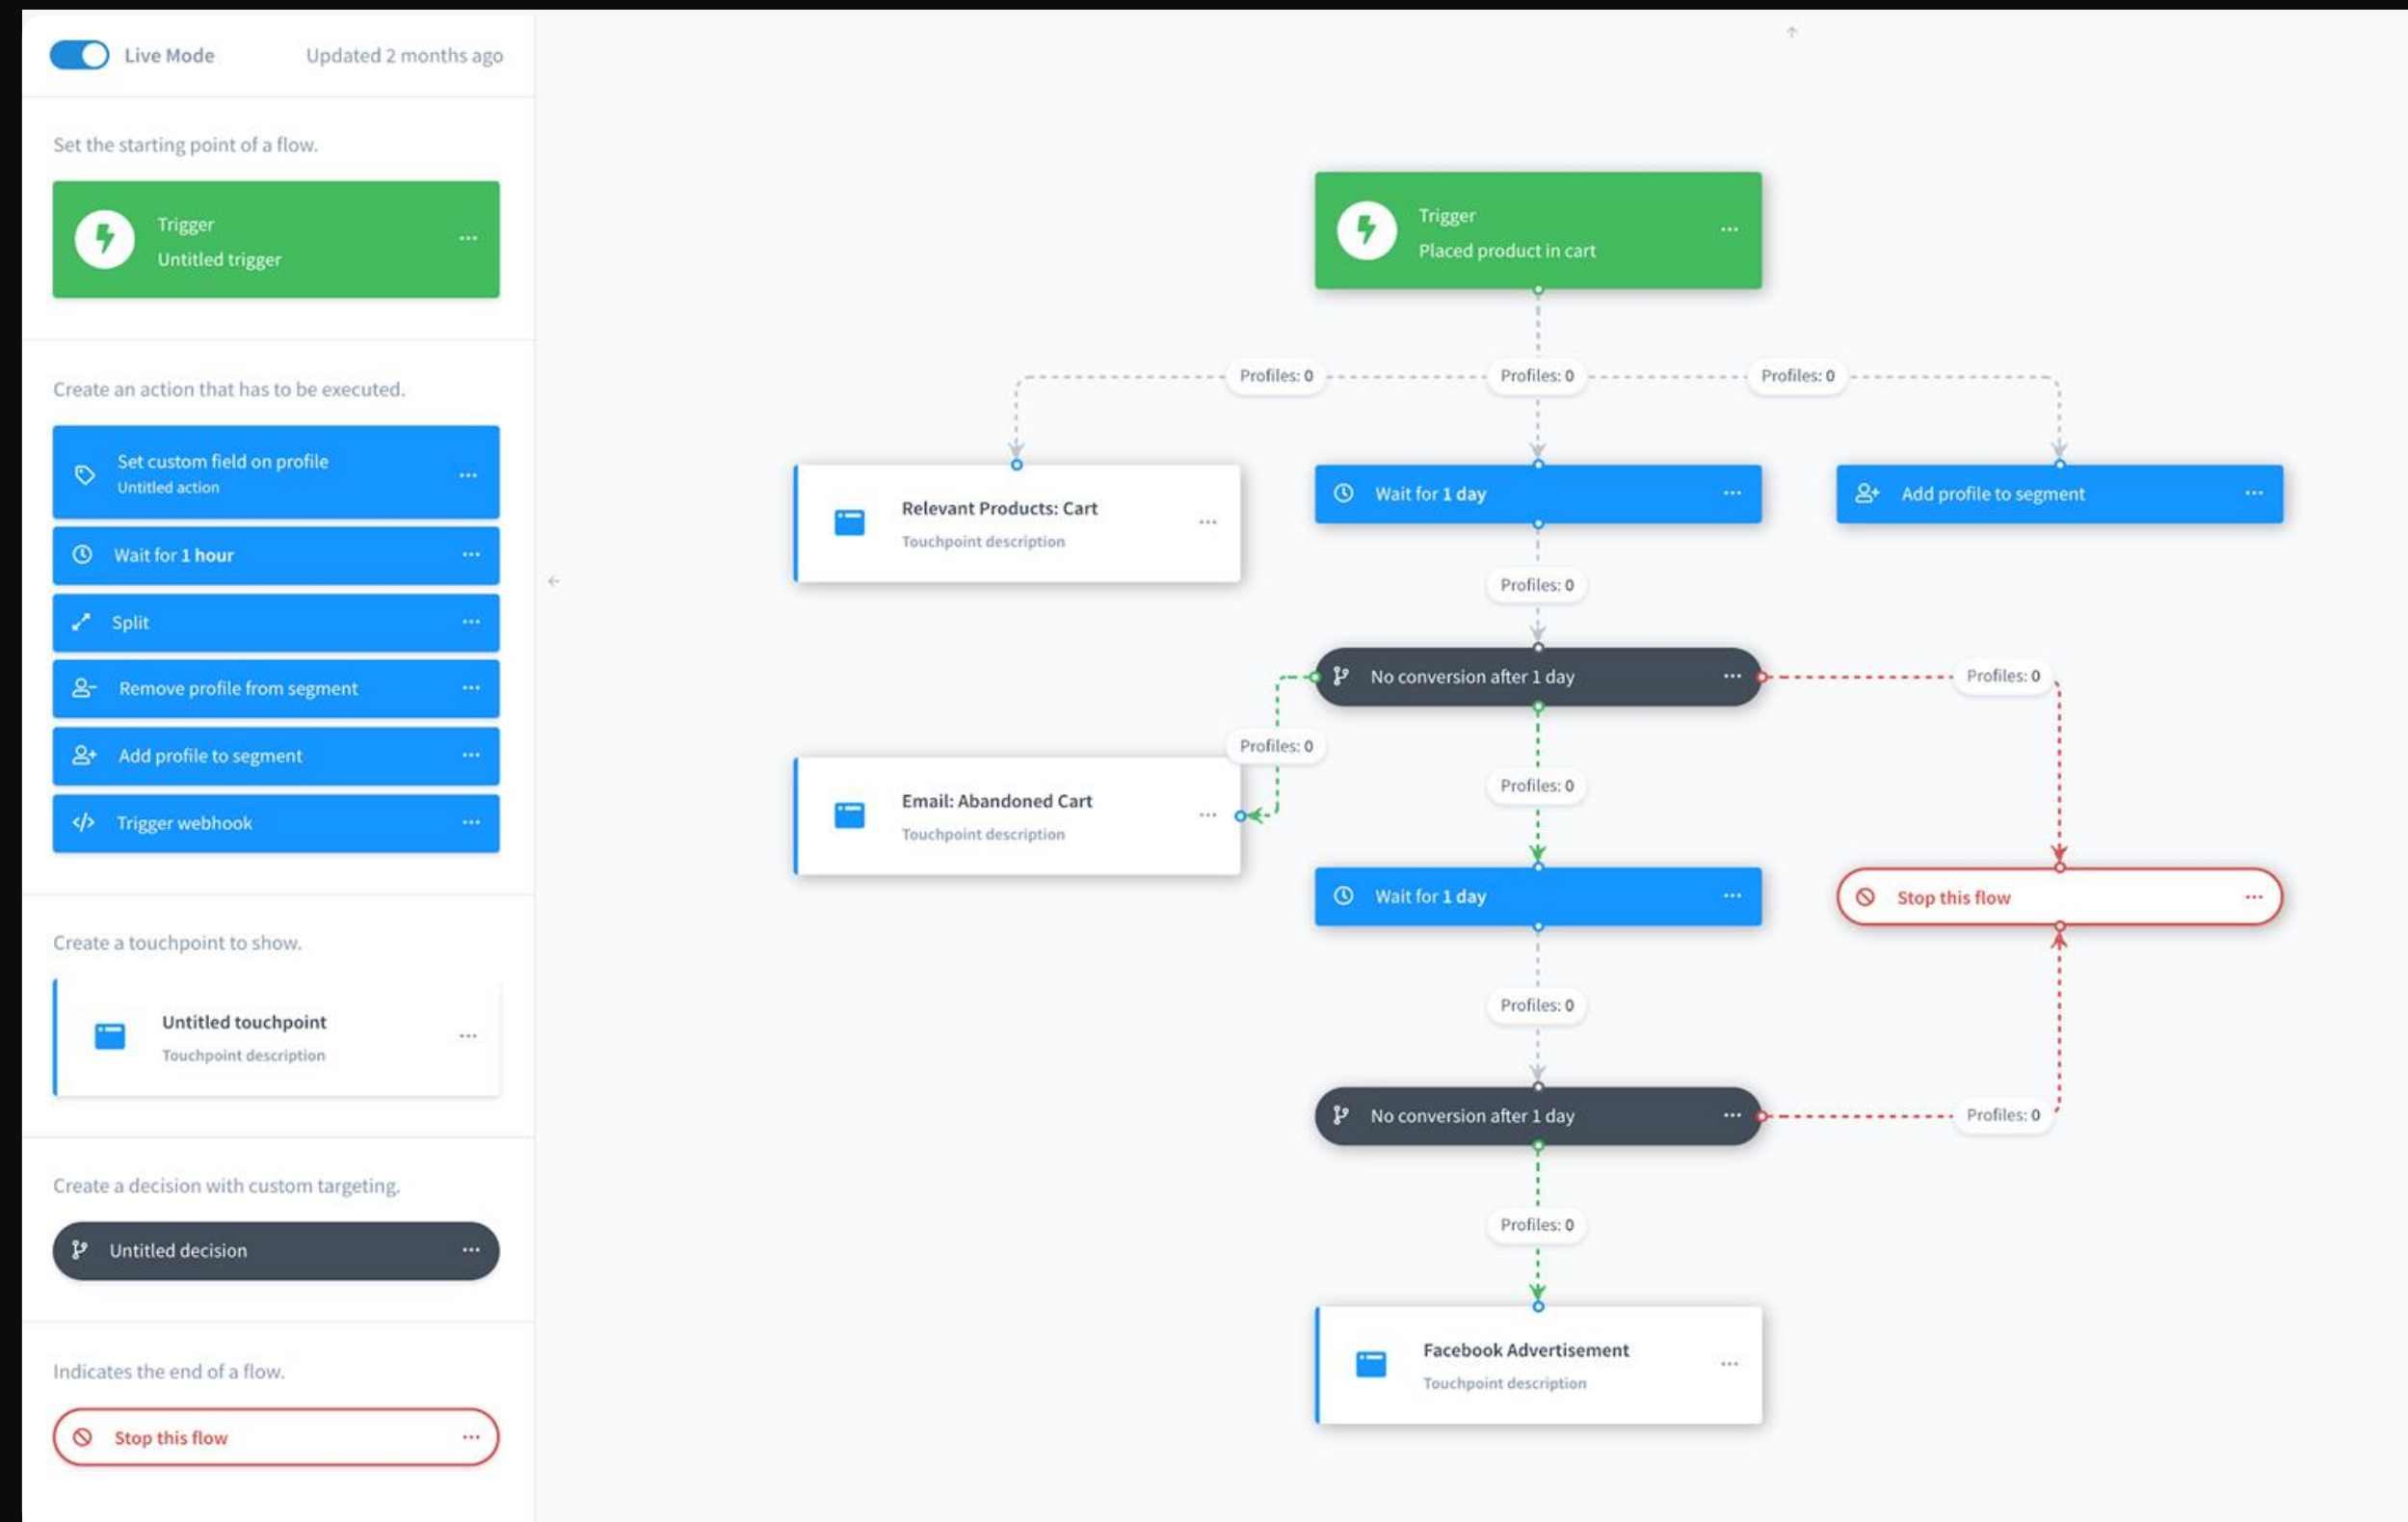 Live Mode
Updated 2 months ago
Set the starting point of a flow.
Trigger
Untitled trigger
Create an action that has to be executed.
Set custom field on profile
Untitled action
Wait for 1 hour
Split
Remove profile from segment
Add profile to segment
Trigger webhook
Create a touchpoint to show.
Untitled touchpoint
Touchpoint description
Create a decision with custom targeting.
Untitled decision
Indicates the end of a flow.
Stop this flow
Trigger
Placed product in cart
Profiles: 0
Profiles: 0
Profiles: 0
Relevant Products: Cart
Touchpoint description
Wait for 1 day
Add profile to segment
Profiles: 0
No conversion after 1 day
Profiles: 0
Profiles: 0
Profiles: 0
Email: Abandoned Cart
Touchpoint description
Wait for 1 day
Stop this flow
Profiles: 0
No conversion after 1 day
Profiles: 0
Profiles: 0
Facebook Advertisement
Touchpoint description